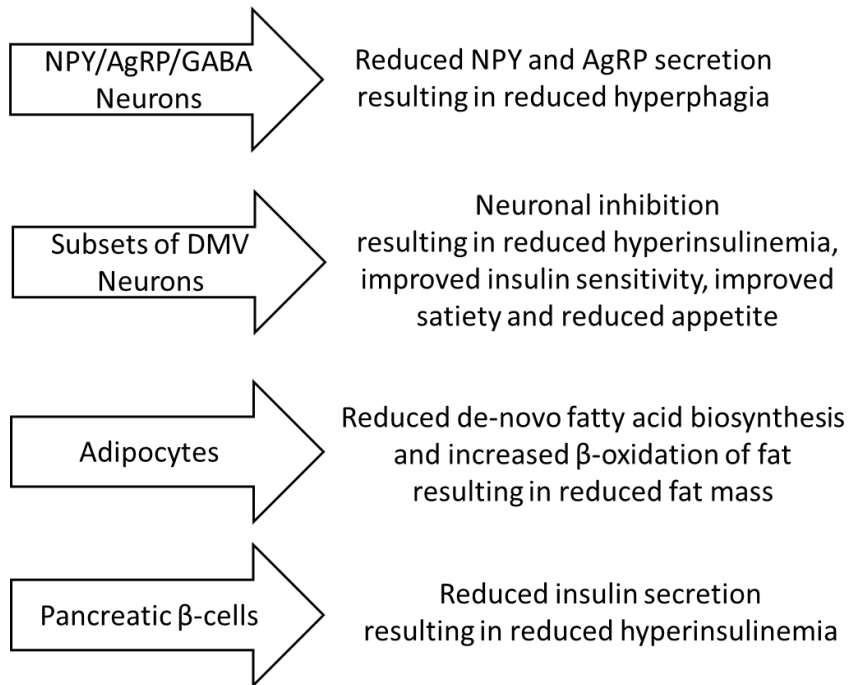 NPY/AgRP/GABA
Neurons
Reduced NPY and AgRP secretion
resulting in reduced hyperphagia
Subsets of DMV
Neurons
Neuronal inhibition
resulting in reduced hyperinsulinemia,
improved insulin sensitivity, improved
satiety and reduced appetite
Adipocytes
Reduced de-novo fatty acid biosynthesis
and increased β-oxidation of fat
resulting in reduced fat mass
Pancreatic β-cells
Reduced insulin secretion
resulting in reduced hyperinsulinemia